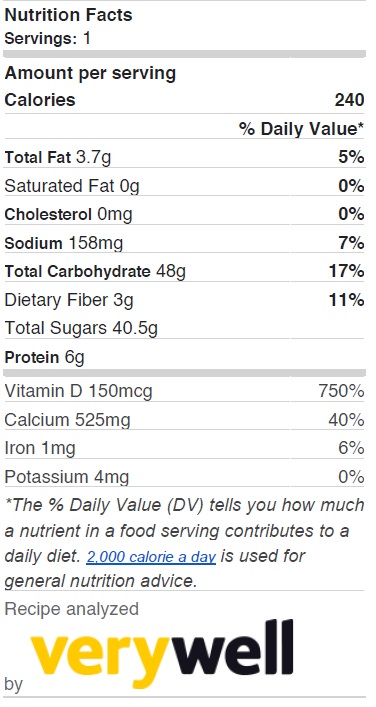 Nutrition Facts
Servings: 1
Amount per serving
Calories 240
% Daily Value*
Total Fat 3.7g 5%
Saturated Fat 0g 0%
Cholesterol 0mg 0%
Sodium 158mg 7%
Total Carbohydrate 48g 17%
Dietary Fiber 3g 11%
Total Sugars 40.5g
Protein 6g
Vitamin D 150mcg 750%
Calcium 525mg 40%
Iron 1mg 6%
Potassium 4mg 0%
*The % Daily Value (DV) tells you how much
a nutrient in a food serving contributes to a
daily diet. 2,000 calorie a day is used for
general nutrition advice.
Recipe analyzed
by verywell